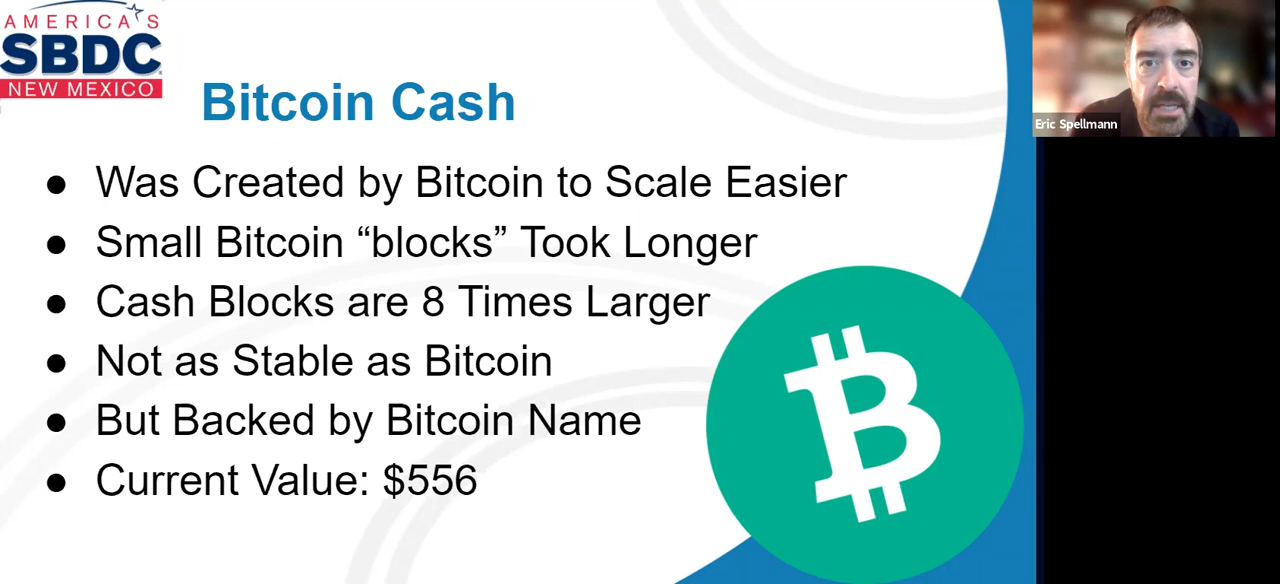 AMERICA'S
SBDC
NEW MEXICO
Bitcoin Cash
● Was Created by Bitcoin to Scale Easier
● Small Bitcoin “blocks” Took Longer
● Cash Blocks are 8 Times Larger
● Not as Stable as Bitcoin
● But Backed by Bitcoin Name
● Current Value: $556
Eric Spellmann